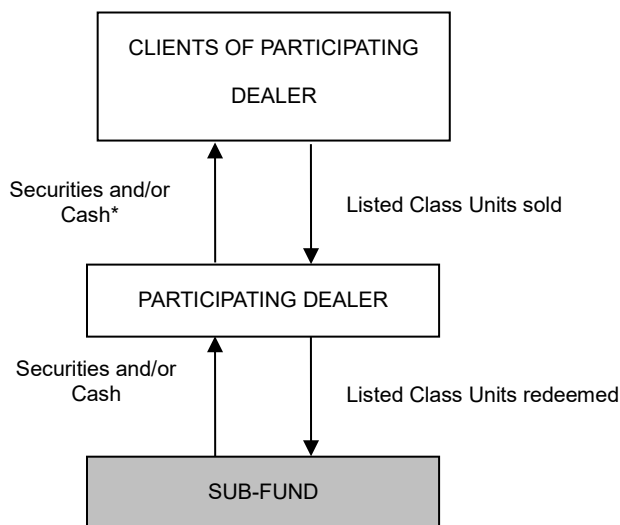 CLIENTS OF PARTICIPATING
DEALER
Securities and/or
Cash*
Listed Class Units sold
PARTICIPATING DEALER
Securities and/or
Cash
Listed Class Units redeemed
SUB-FUND